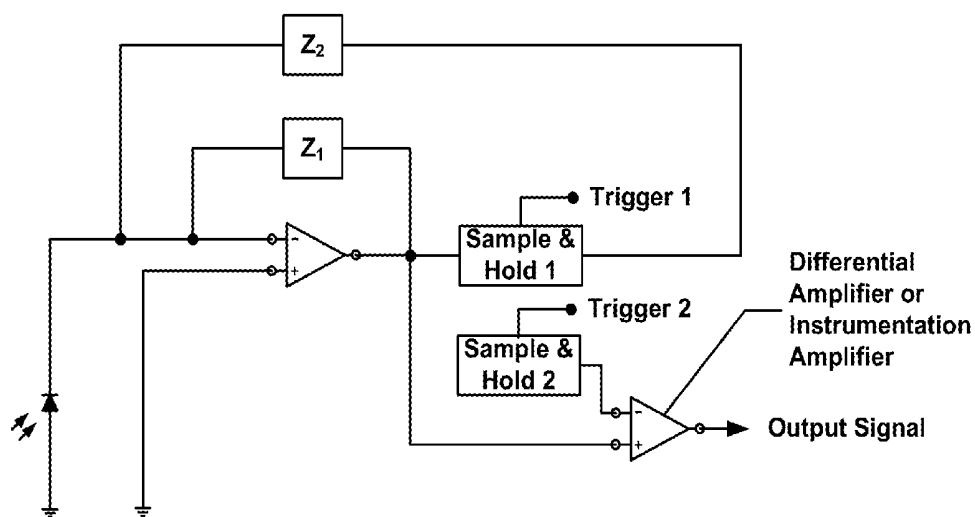 Z2
Z1
Trigger 1
Sample &
Hold 1
Differential
Amplifier or
Instrumentation
Amplifier
Trigger 2
Sample &
Hold 2
Output Signal
-
+
-
+